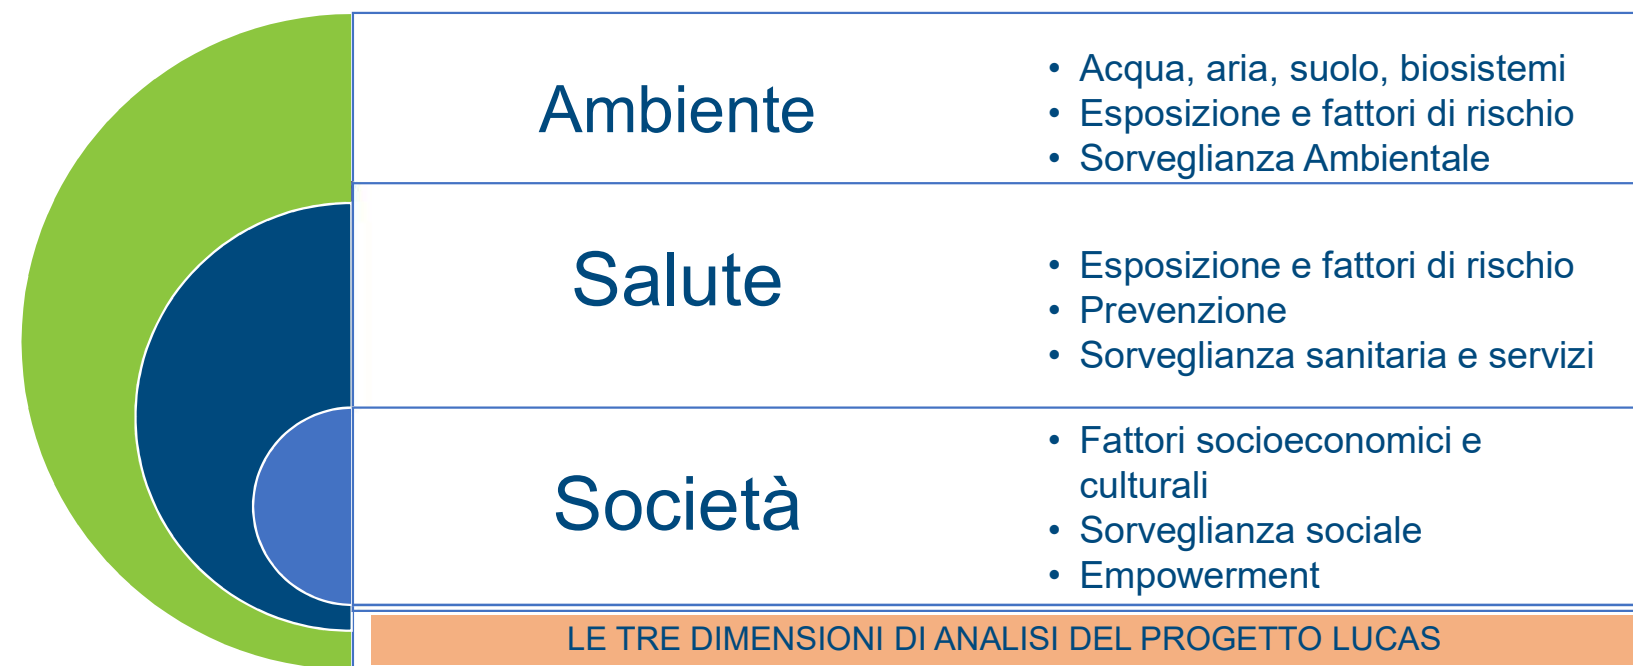 Ambiente
• Acqua, aria, suolo, biosistemi
• Esposizione e fattori di rischio
• Sorveglianza Ambientale
Salute
• Esposizione e fattori di rischio
• Prevenzione
• Sorveglianza sanitaria e servizi
Società
• Fattori socioeconomici e
culturali
• Sorveglianza sociale
• Empowerment
LE TRE DIMENSIONI DI ANALISI DEL PROGETTO LUCAS